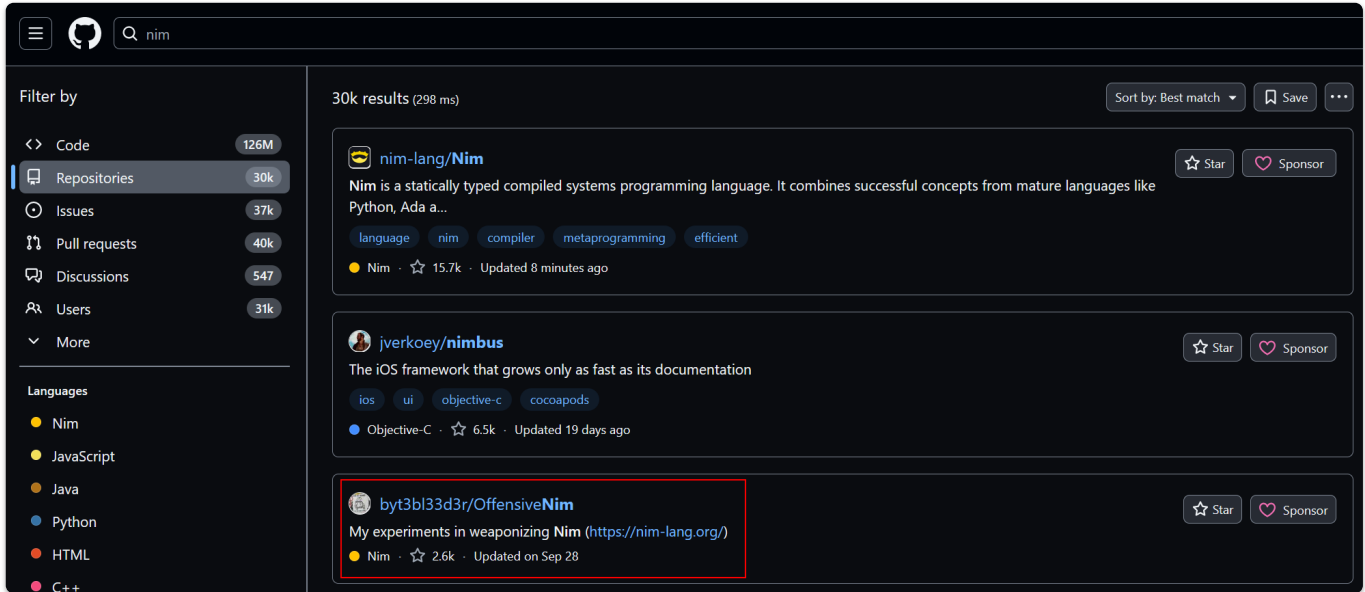 nim
Filter by
Code 126M
Repositories 30k
Issues 37k
Pull requests 40k
Discussions 547
Users 31k
More
Languages
Nim
JavaScript
Java
Python
HTML
C++
30k results (298 ms)
Sort by: Best match
Save
nim-lang/Nim
Star
Sponsor
Nim is a statically typed compiled systems programming language. It combines successful concepts from mature languages like
Python, Ada a...
language nim compiler metaprogramming efficient
Nim · 15.7k · Updated 8 minutes ago
jverkoey/nimbus
Star
Sponsor
The iOS framework that grows only as fast as its documentation
ios ui objective-c cocoapods
Objective-C · 6.5k · Updated 19 days ago
byt3bl33d3r/OffensiveNim
Star
Sponsor
My experiments in weaponizing Nim (https://nim-lang.org/)
Nim · 2.6k · Updated on Sep 28